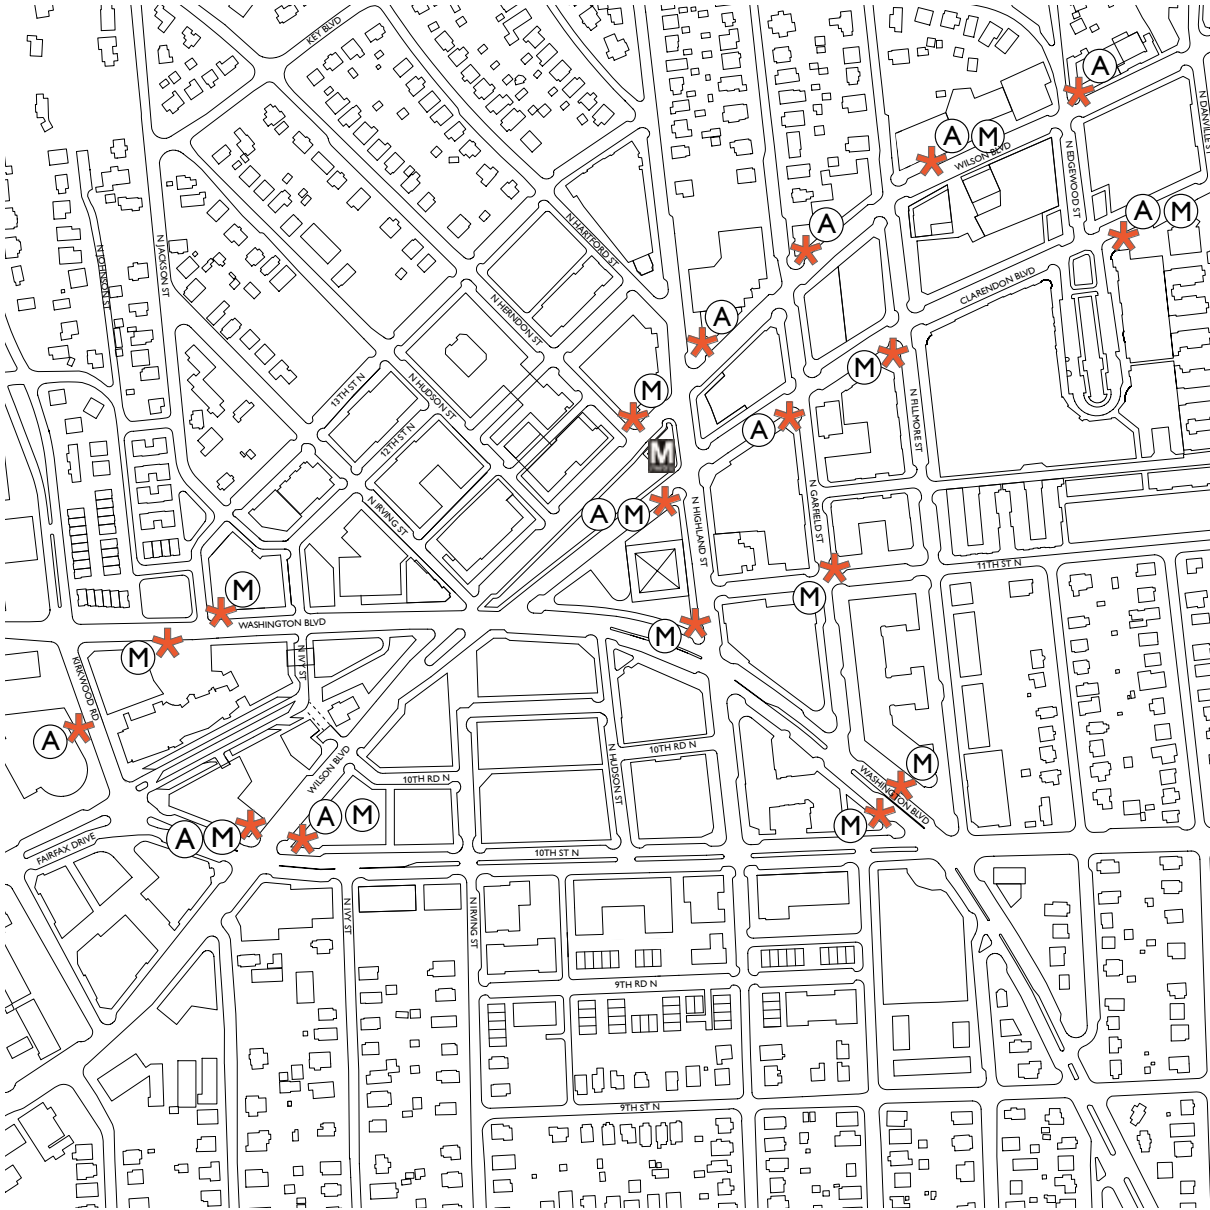 KEY BLVD
A
N DANVILLE ST
A M
WILSON BLVD
N EDGEWOOD ST
A M
A
N HARTFORD ST
N JACKSON ST
N JOHNSON ST
CLARENDON BLVD
A
N HERNDON ST
M
M
13TH ST N
N HUDSON ST
N FILLMORE ST
A
12TH ST N
M
N IRVING ST
A M
N HIGHLAND ST
N GARFIELD ST
11TH ST N
M
M
WASHINGTON BLVD
M
M
N IVY ST
KIRKWOOD RD
A
10TH RD N
WILSON BLVD
N HUDSON ST
10TH RD N
M
WASHINGTON BLVD
M
A M
A M
FAIRFAX DRIVE
10TH ST N
N IVY ST
N IRVING ST
9TH RD N
9TH ST N